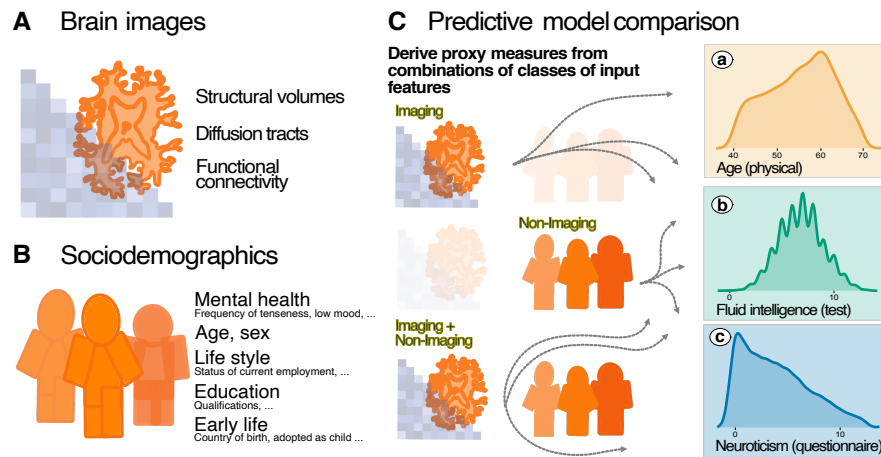 A Brain images
Structural volumes
Diffusion tracts
Functional
connectivity
B Sociodemographics
Mental health
Frequency of tenseness, low mood, ...
Age, sex
Life style
Status of current employment, ...
Education
Qualifications, ...
Early life
Country of birth, adopted as child ...
C Predictive model comparison
Derive proxy measures from
combinations of classes of input
features
Imaging
Non-Imaging
Imaging +
Non-Imaging
a
40 50 60 70
Age (physical)
b
0 10
Fluid intelligence (test)
c
0 10
Neuroticism (questionnaire)